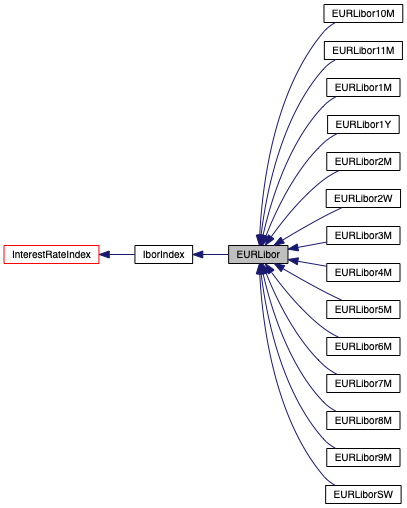 EURLibor10M
EURLibor11M
EURLibor1M
EURLibor1Y
EURLibor2M
EURLibor2W
EURLibor3M
InterestRateIndex
IborIndex
EURLibor
EURLibor4M
EURLibor5M
EURLibor6M
EURLibor7M
EURLibor8M
EURLibor9M
EURLiborSW